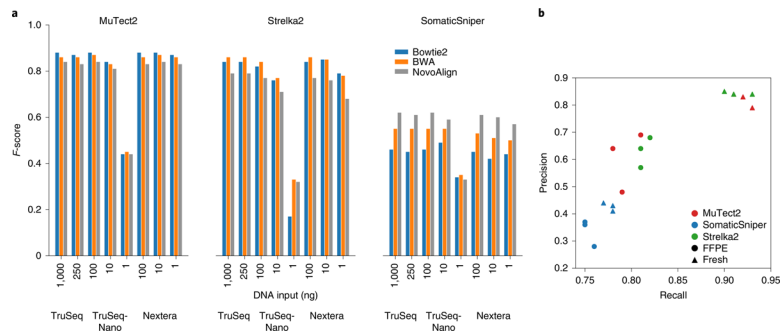 a
MuTect2
Strelka2
SomaticSniper
b
1.0
0.8
0.6
0.4
0.2
0
F-score
Bowtie2
BWA
NovoAlign
1,000
250
100
10
1
100
10
1
1,000
250
100
10
1
100
10
1
1,000
250
100
10
1
100
10
1
DNA input (ng)
TruSeq
TruSeq-
Nano
Nextera
TruSeq
TruSeq-
Nano
Nextera
TruSeq
TruSeq-
Nano
Nextera
0.9
0.8
0.7
0.6
0.5
0.4
0.3
0.2
Precision
MuTect2
SomaticSniper
Strelka2
FFPE
Fresh
0.75
0.80
0.85
0.90
0.95
Recall